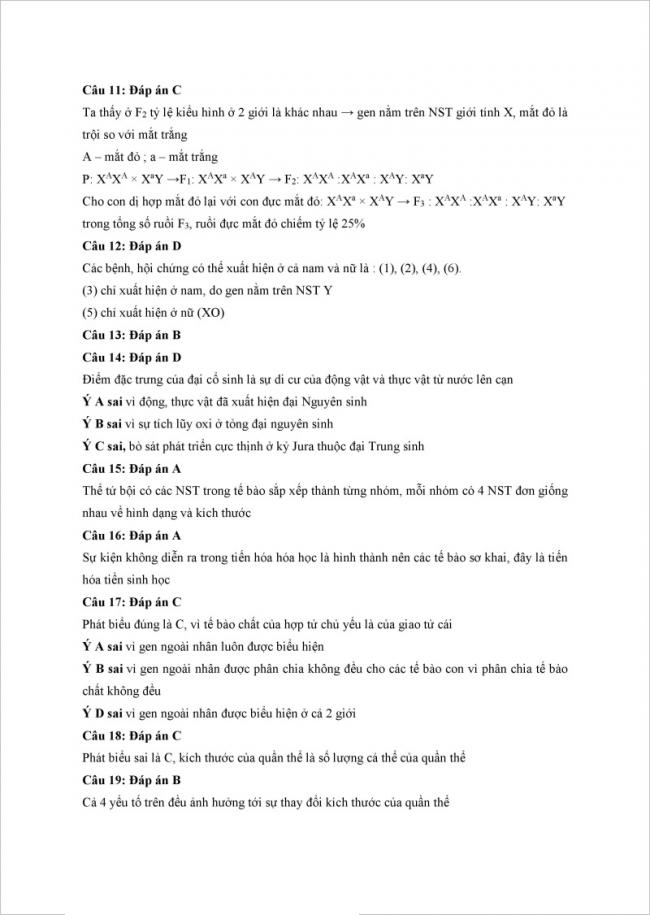 Câu 11: Đáp án C
Ta thấy ở F₂ tỷ lệ kiểu hình ở 2 giới là khác nhau → gen nằm trên NST giới tính X, mắt đỏ là
trội so với mắt trắng
A – mắt đỏ ; a – mắt trắng
P: XᴬXᴬ × XᵃY →F₁: XᴬXᵃ × XᴬY → F₂: XᴬXᴬ :XᴬXᵃ : XᴬY: XᵃY
Cho con dị hợp mắt đỏ lại với con đực mắt đỏ: XᴬXᵃ × XᴬY → F₃ : XᴬXᴬ :XᴬXᵃ : XᴬY: XᵃY
trong tổng số ruồi F₃, ruồi đực mắt đỏ chiếm tỷ lệ 25%
Câu 12: Đáp án D
Các bệnh, hội chứng có thể xuất hiện ở cả nam và nữ là : (1), (2), (4), (6).
(3) chỉ xuất hiện ở nam, do gen nằm trên NST Y
(5) chỉ xuất hiện ở nữ (XO)
Câu 13: Đáp án B
Câu 14: Đáp án D
Điểm đặc trưng của đại cổ sinh là sự di cư của động vật và thực vật từ nước lên cạn
Ý A sai vì động, thực vật đã xuất hiện đại Nguyên sinh
Ý B sai vì sự tích lũy oxi ở tỏng đại nguyên sinh
Ý C sai, bò sát phát triển cực thịnh ở kỷ Jura thuộc đại Trung sinh
Câu 15: Đáp án A
Thể tứ bội có các NST trong tế bào sắp xếp thành từng nhóm, mỗi nhóm có 4 NST đơn giống
nhau về hình dạng và kích thước
Câu 16: Đáp án A
Sự kiện không diễn ra trong tiến hóa hóa học là hình thành nên các tế bào sơ khai, đây là tiến
hóa tiền sinh học
Câu 17: Đáp án C
Phát biểu đúng là C, vì tế bào chất của hợp tử chủ yếu là của giao tử cái
Ý A sai vì gen ngoài nhân luôn được biểu hiện
Ý B sai vì gen ngoài nhân được phân chia không đều cho các tế bào con vì phân chia tế bào
chất không đều
Ý D sai vì gen ngoài nhân được biểu hiện ở cả 2 giới
Câu 18: Đáp án C
Phát biểu sai là C, kích thước của quần thể là số lượng cá thể của quần thể
Câu 19: Đáp án B
Cả 4 yếu tố trên đều ảnh hưởng tới sự thay đổi kích thước của quần thể